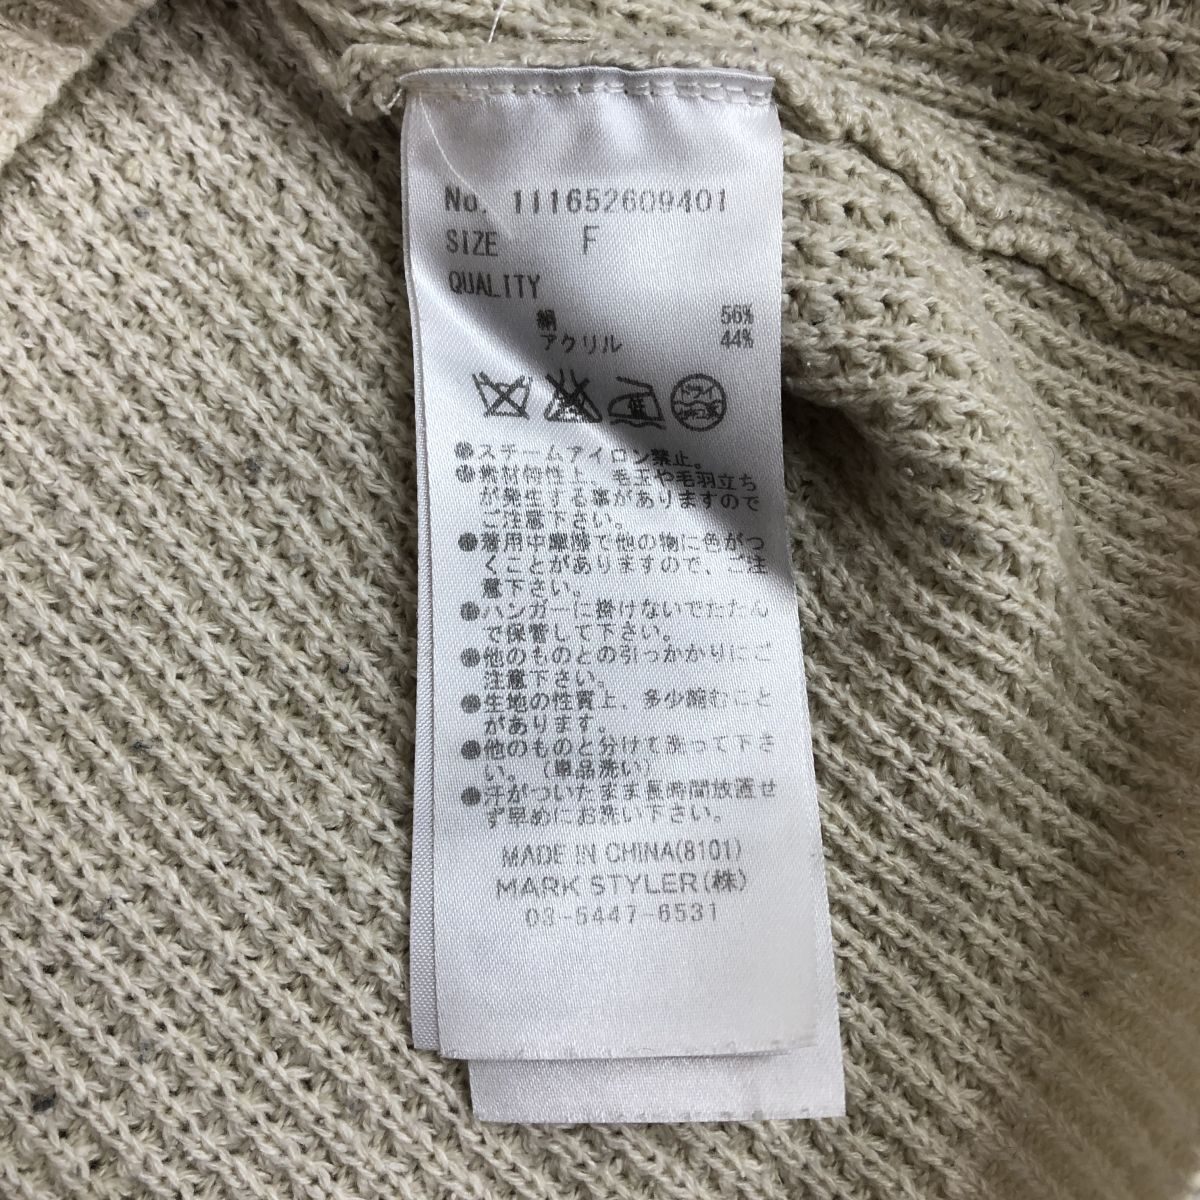 No. 111652609401
SIZE F
QUALITY
絹 56%
アクリル 44%
ドライ
●スチームアイロン禁止。
●素材特性上、毛玉や毛羽立ち
が発生する事がありますので
ご注意下さい。
●着用中摩擦で他の物に色がつ
くことがありますので、ご注
意下さい。
●ハンガーに掛けないでたたん
で保管して下さい。
●他のものとの引っかかりにご
注意下さい。
●生地の性質上、多少縮むこと
があります。
●他のものと分けて洗って下さ
い。(単品洗い)
●汗がついたまま長時間放置せ
ず早めにお洗い下さい。
MADE IN CHINA(8101)
MARK STYLER(株)
03-5447-6531